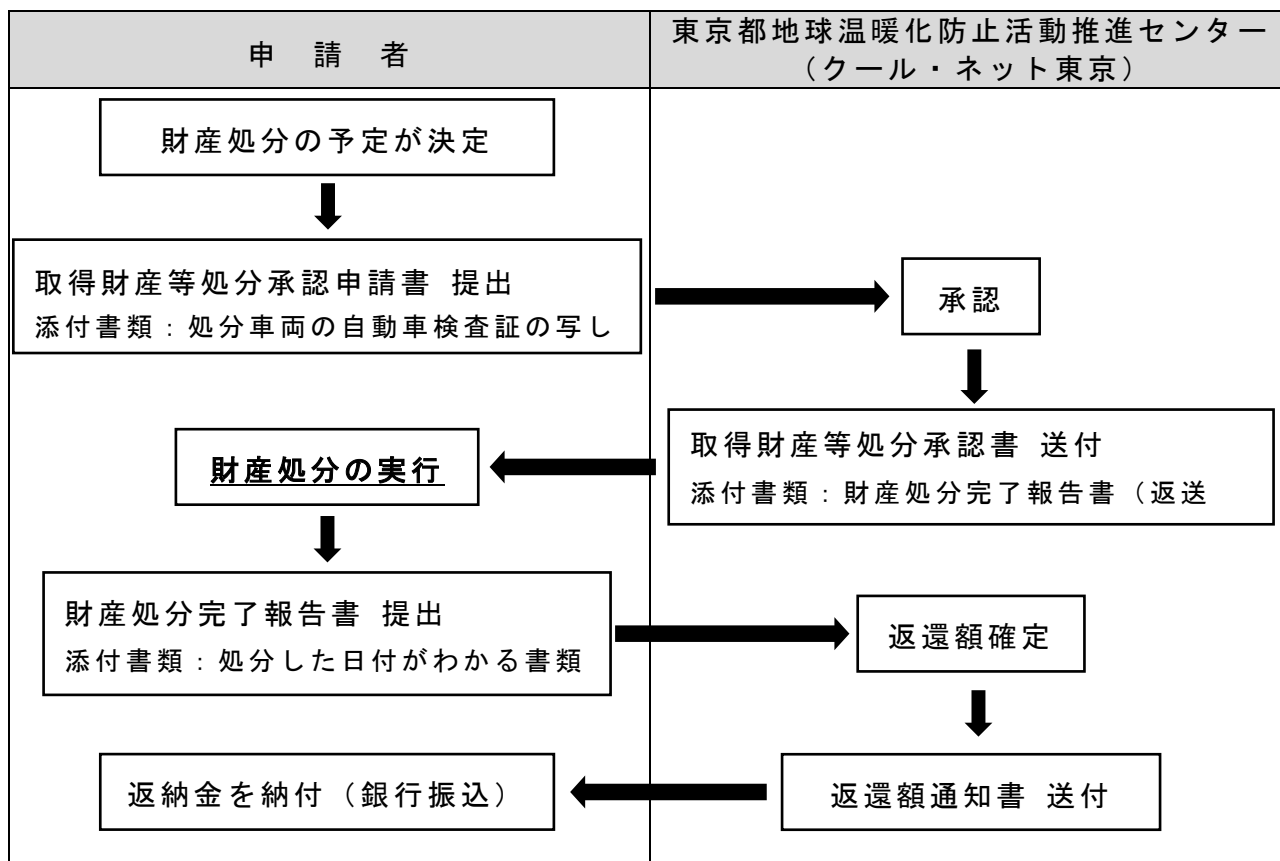 申請者
東京都地球温暖化防止活動推進センター
（クール・ネット東京）
財産処分の予定が決定
取得財産等処分承認申請書 提出
添付書類：処分車両の自動車検査証の写し
承認
取得財産等処分承認書 送付
添付書類：財産処分完了報告書（返送
財産処分の実行
財産処分完了報告書 提出
添付書類：処分した日付がわかる書類
返還額確定
返還額通知書 送付
返納金を納付（銀行振込）